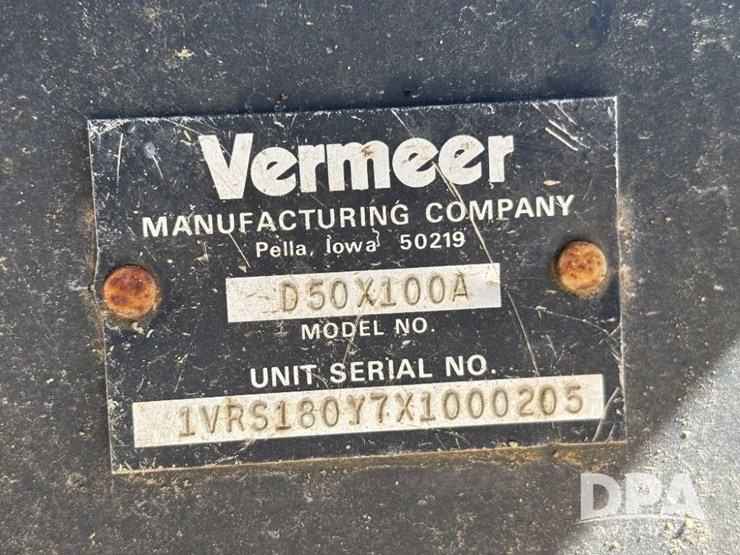 Vermeer
MANUFACTURING COMPANY
Pella, Iowa 50219
D50X100A
MODEL NO.
UNIT SERIAL NO.
1VRS180Y7X1000205
DPA